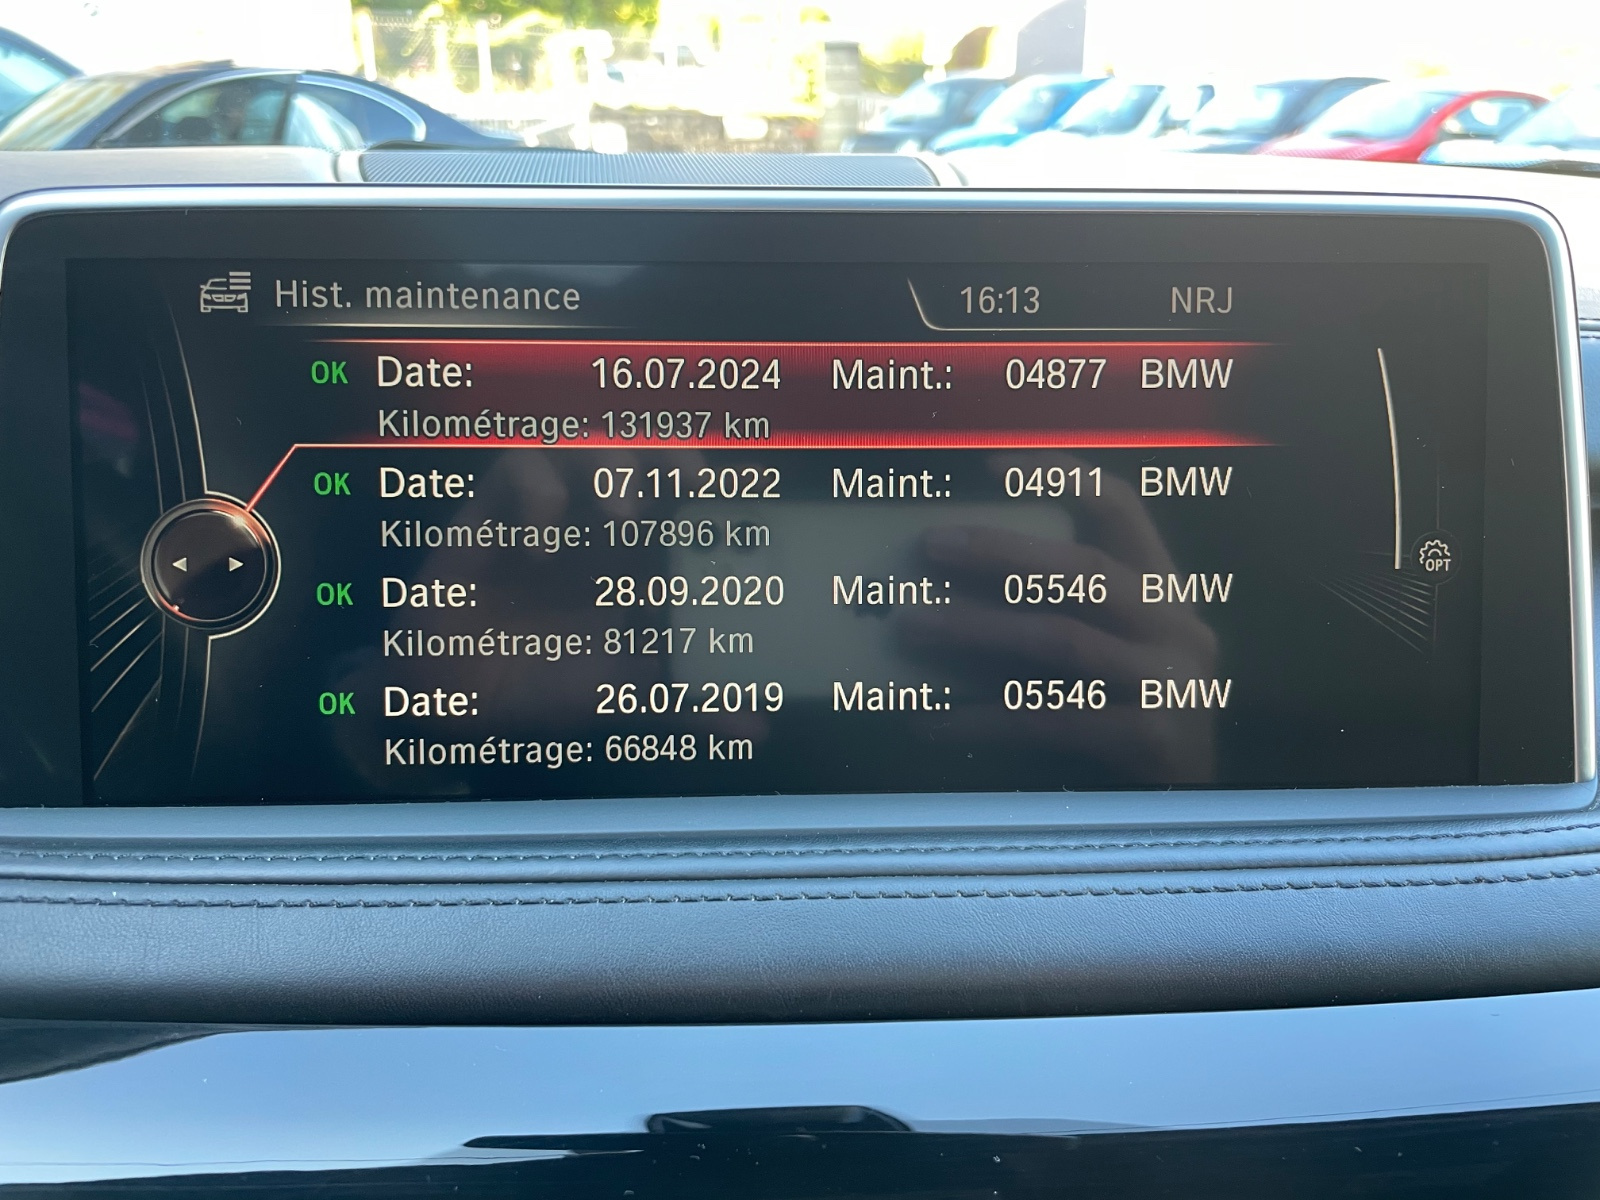 Hist. maintenance 16:13 NRJ
OK Date: 16.07.2024 Maint.: 04877 BMW
Kilométrage: 131937 km
OK Date: 07.11.2022 Maint.: 04911 BMW
Kilométrage: 107896 km
OK Date: 28.09.2020 Maint.: 05546 BMW
Kilométrage: 81217 km
OPT
OK Date: 26.07.2019 Maint.: 05546 BMW
Kilométrage: 66848 km